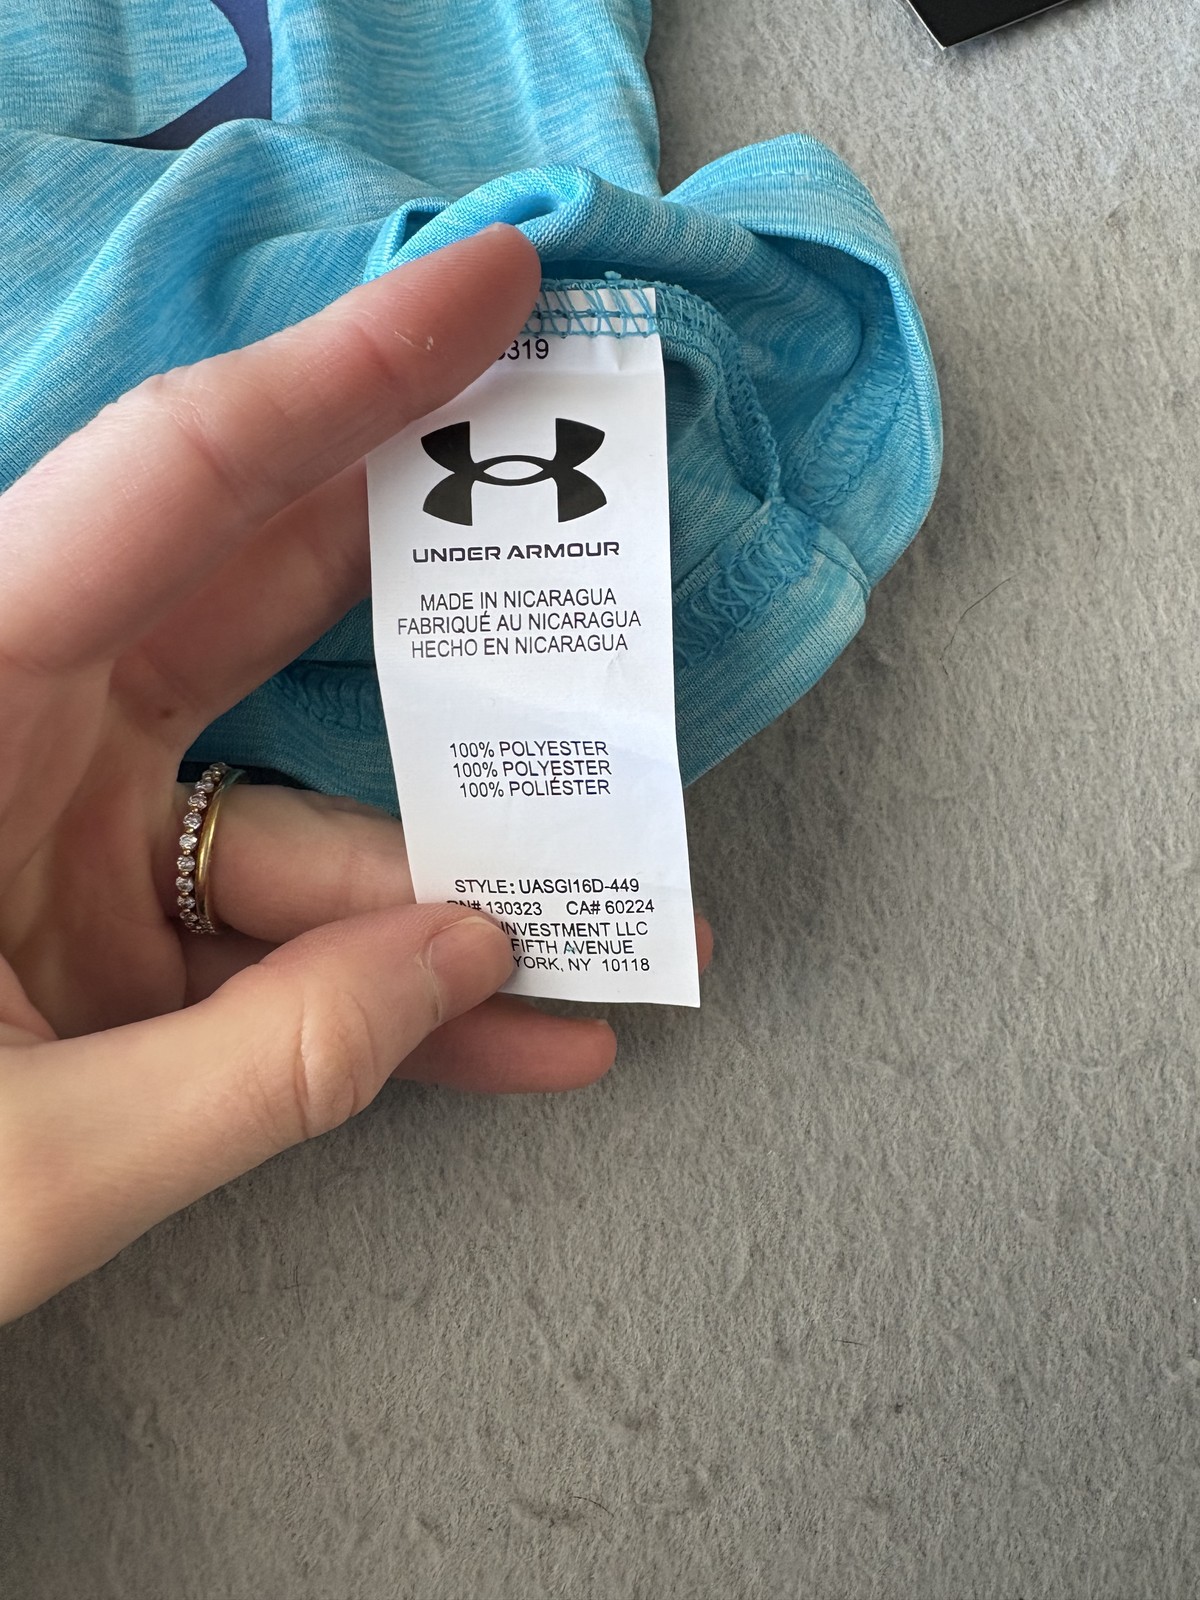 319
UNDER ARMOUR
MADE IN NICARAGUA
FABRIQUÉ AU NICARAGUA
HECHO EN NICARAGUA
100% POLYESTER
100% POLYESTER
100% POLIÉSTER
STYLE: UASGI16D-449
RN# 130323 CA# 60224
INVESTMENT LLC
FIFTH AVENUE
YORK, NY 10118